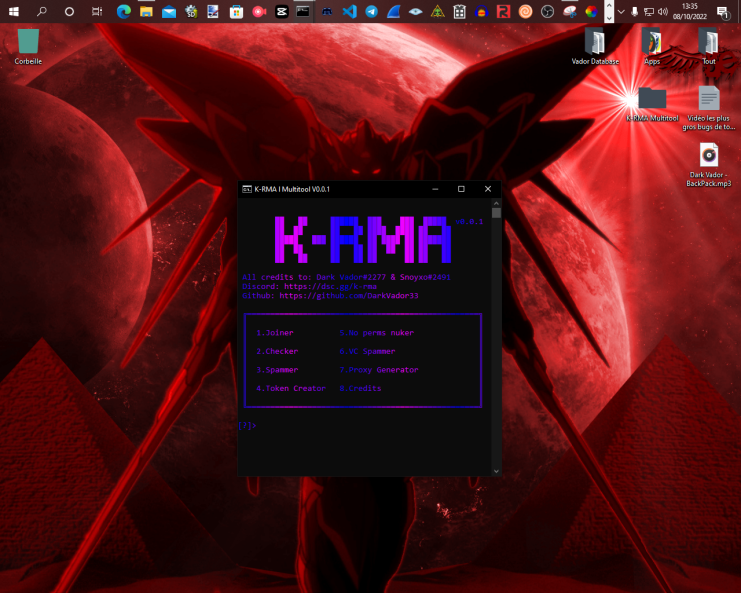 13:35
08/10/2022
Corbeille
Vador Database
Apps
Tout
K-RMA Multitool
Vidéo les plus
gros bugs de to...
Dark Vador -
BackPack.mp3
K-RMA | Multitool V0.0.1
K-RMA v0.0.1
All credits to: Dark Vador#2277 & Snoyxo#2491
Discord: https://dsc.gg/k-rma
Github: https://github.com/DarkVador33
1.Joiner 5.No perms nuker
2.Checker 6.VC Spammer
3.Spammer 7.Proxy Generator
4.Token Creator 8.Credits
[?]>